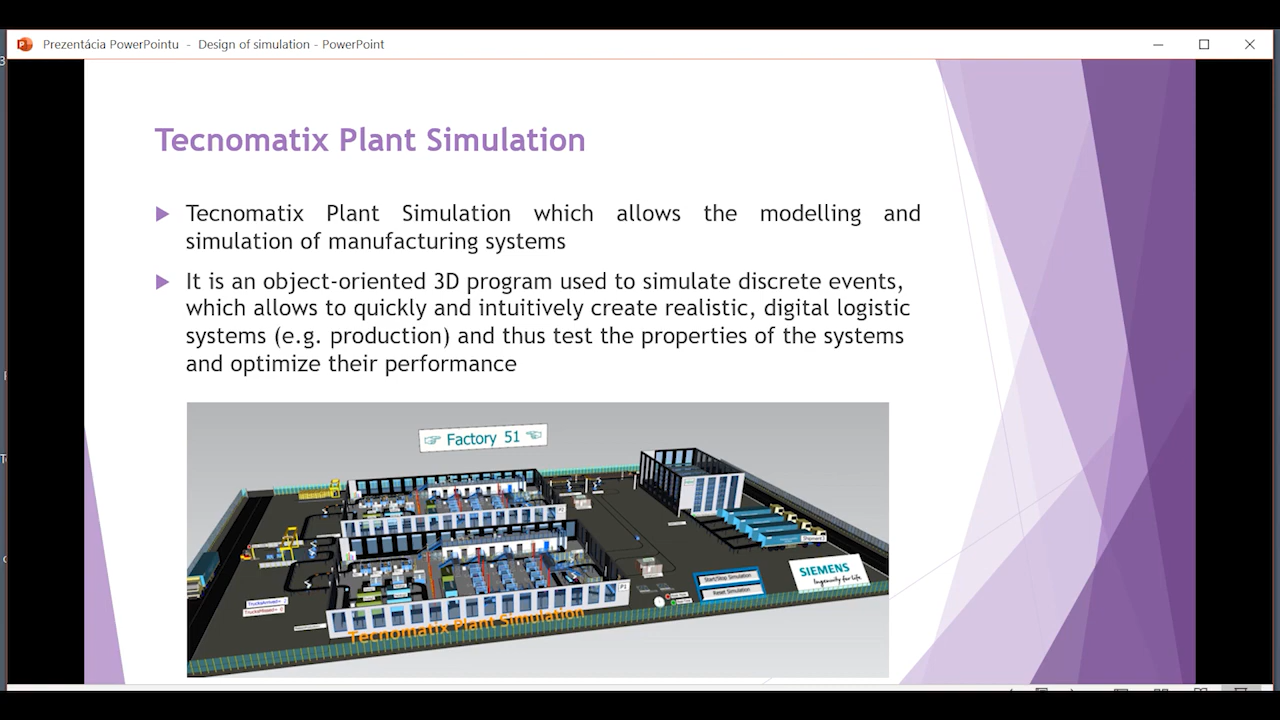 Prezentácia PowerPointu - Design of simulation - PowerPoint
Tecnomatix Plant Simulation
Tecnomatix Plant Simulation which allows the modelling and
simulation of manufacturing systems
It is an object-oriented 3D program used to simulate discrete events,
which allows to quickly and intuitively create realistic, digital logistic
systems (e.g. production) and thus test the properties of the systems
and optimize their performance
Factory 51
SIEMENS
Ingenuity for life
Start/Stop Simulation
Reset Simulation
Tecnomatix Plant Simulation